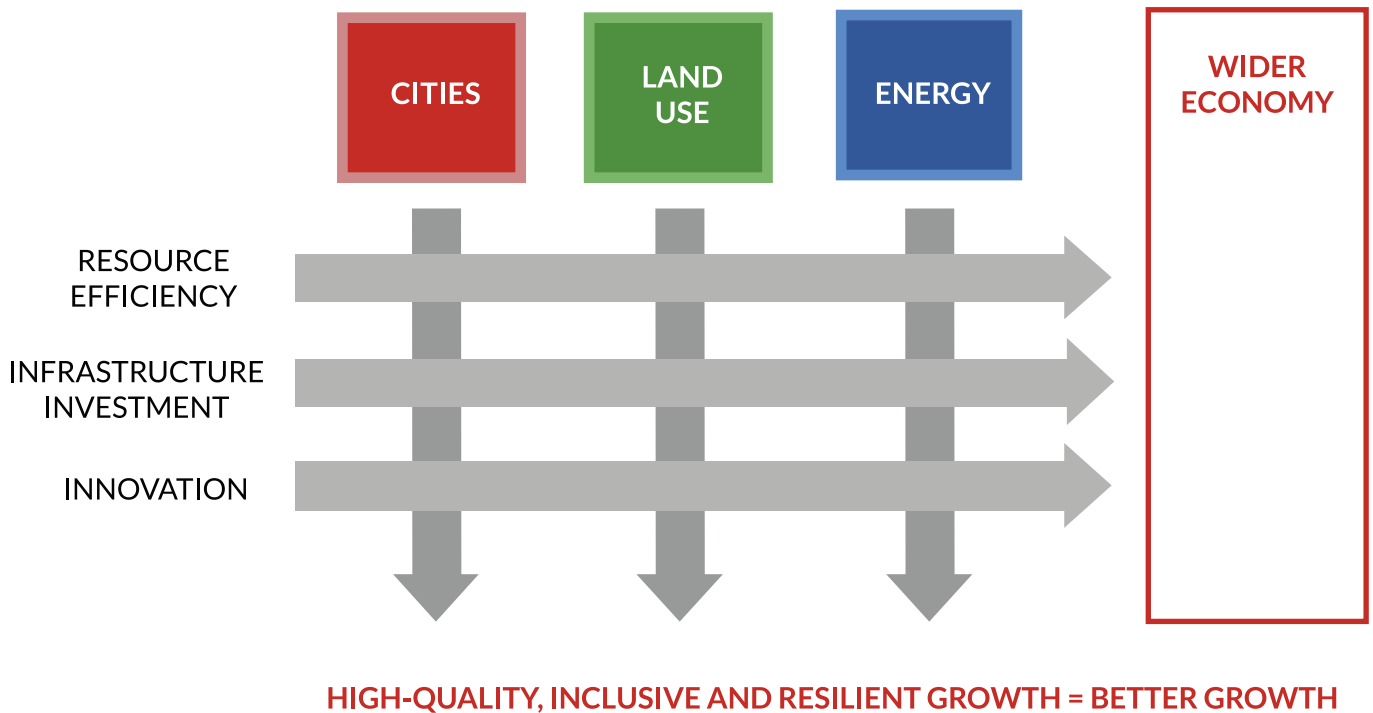 CITIES
LAND
USE
ENERGY
WIDER
ECONOMY
RESOURCE
EFFICIENCY
INFRASTRUCTURE
INVESTMENT
INNOVATION
HIGH-QUALITY, INCLUSIVE AND RESILIENT GROWTH = BETTER GROWTH